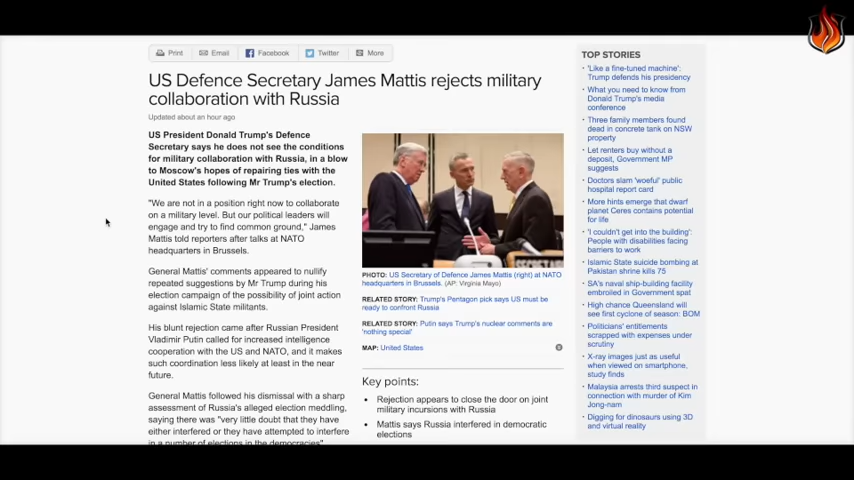 Print
Email
Facebook
Twitter
More
US Defence Secretary James Mattis rejects military
collaboration with Russia
Updated about an hour ago
US President Donald Trump's Defence
Secretary says he does not see the conditions
for military collaboration with Russia, in a blow
to Moscow's hopes of repairing ties with the
United States following Mr Trump's election.
"We are not in a position right now to collaborate
on a military level. But our political leaders will
engage and try to find common ground," James
Mattis told reporters after talks at NATO
headquarters in Brussels.
General Mattis' comments appeared to nullify
repeated suggestions by Mr Trump during his
election campaign of the possibility of joint action
against Islamic State militants.
His blunt rejection came after Russian President
Vladimir Putin called for increased intelligence
cooperation with the US and NATO, and it makes
such coordination less likely at least in the near
future.
General Mattis followed his dismissal with a sharp
assessment of Russia's alleged election meddling,
saying there was "very little doubt that they have
either interfered or they have attempted to interfere
in a number of elections in the democracies".
PHOTO: US Secretary of Defence James Mattis (right) at NATO
headquarters in Brussels. (AP: Virginia Mayo)
RELATED STORY: Trump's Pentagon pick says US must be
ready to confront Russia
RELATED STORY: Putin says Trump's nuclear comments are
'nothing special'
MAP: United States
Key points:
Rejection appears to close the door on joint
military incursions with Russia
Mattis says Russia interfered in democratic
elections
TOP STORIES
'Like a fine-tuned machine':
Trump defends his presidency
What you need to know from
Donald Trump's media
conference
Three family members found
dead in concrete tank on NSW
property
Let renters buy without a
deposit, Government MP
suggests
Doctors slam 'woeful' public
hospital report card
More hints emerge that dwarf
planet Ceres contains potential
for life
'I couldn't get into the building':
People with disabilities facing
barriers to work
Islamic State suicide bombing at
Pakistan shrine kills 75
SA's naval ship-building facility
embroiled in Government spat
High chance Queensland will
see first cyclone of season: BOM
Politicians' entitlements
scrapped with expenses under
scrutiny
X-ray images just as useful
when viewed on smartphone,
study finds
Malaysia arrests third suspect in
connection with murder of Kim
Jong-nam
Digging for dinosaurs using 3D
and virtual reality